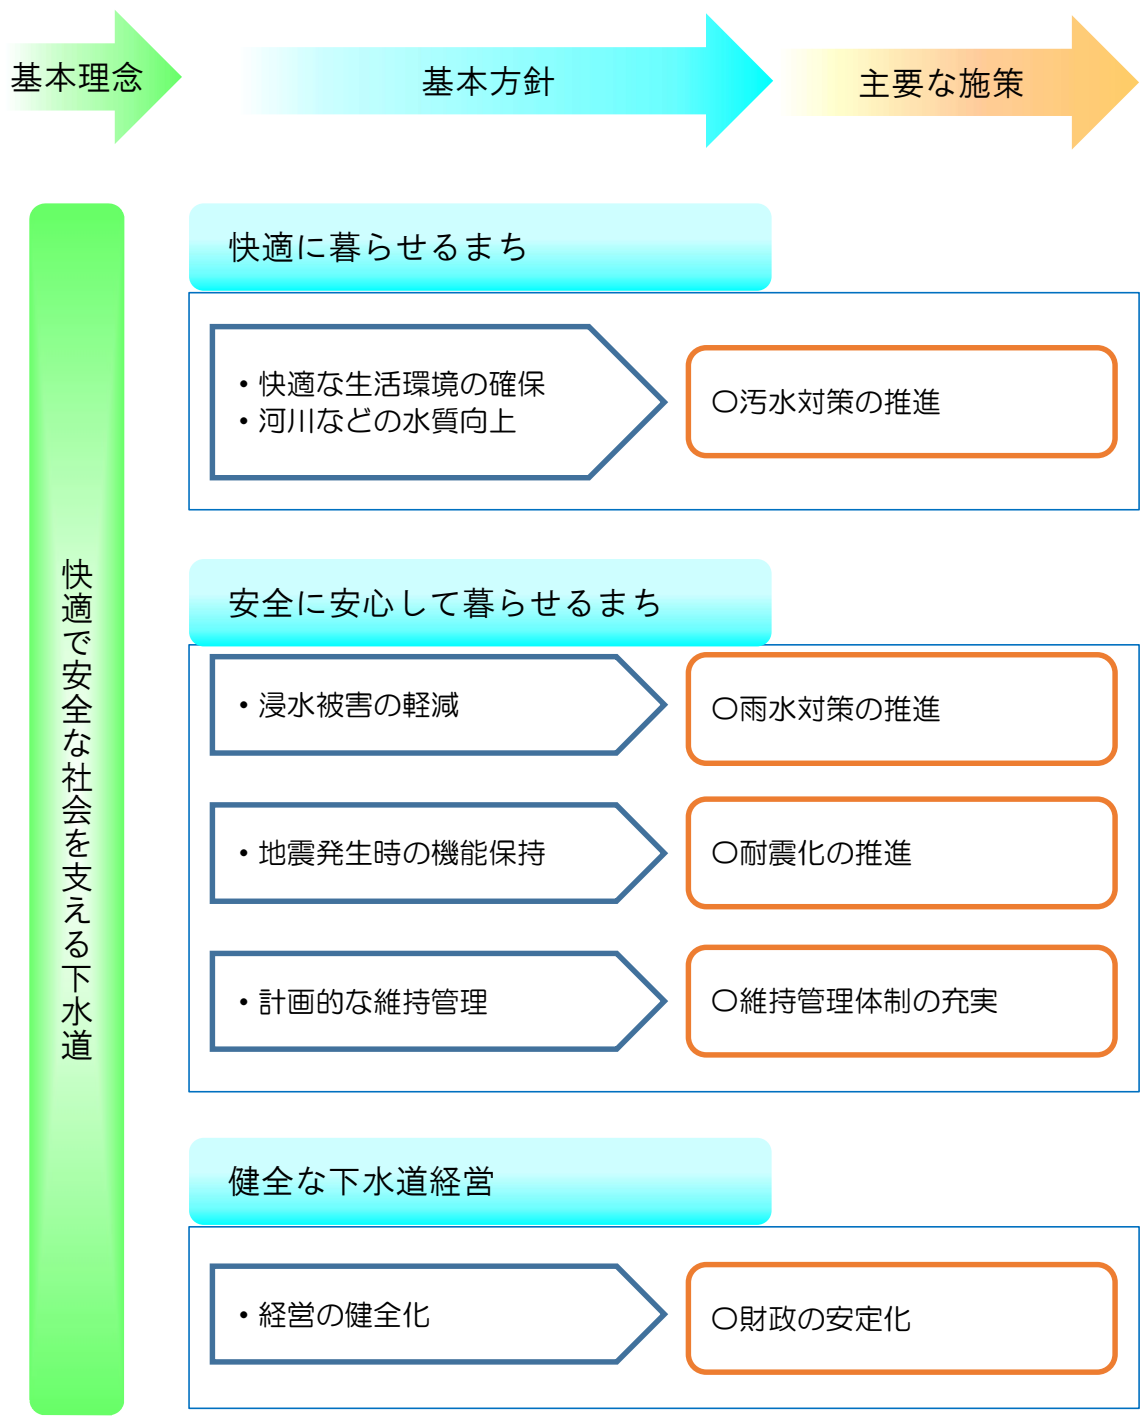 基本理念
基本方針
主要な施策
快適で安全な社会を支える下水道
快適に暮らせるまち
・快適な生活環境の確保
・河川などの水質向上
〇汚水対策の推進
安全に安心して暮らせるまち
・浸水被害の軽減
〇雨水対策の推進
・地震発生時の機能保持
〇耐震化の推進
・計画的な維持管理
〇維持管理体制の充実
健全な下水道経営
・経営の健全化
〇財政の安定化